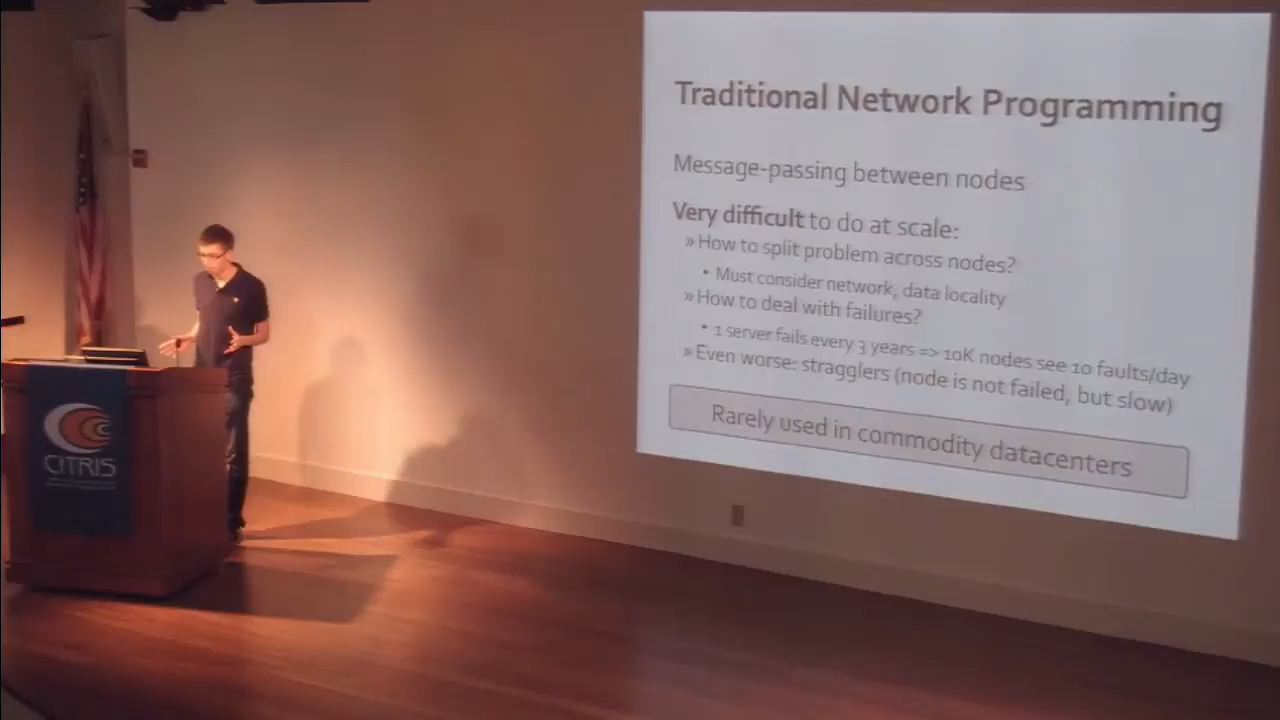 Traditional Network Programming
Message-passing between nodes
Very difficult to do at scale:
» How to split problem across nodes?
• Must consider network, data locality
» How to deal with failures?
• 1 server fails every 3 years => 10K nodes see 10 faults/day
» Even worse: stragglers (node is not failed, but slow)
Rarely used in commodity datacenters
CITRIS